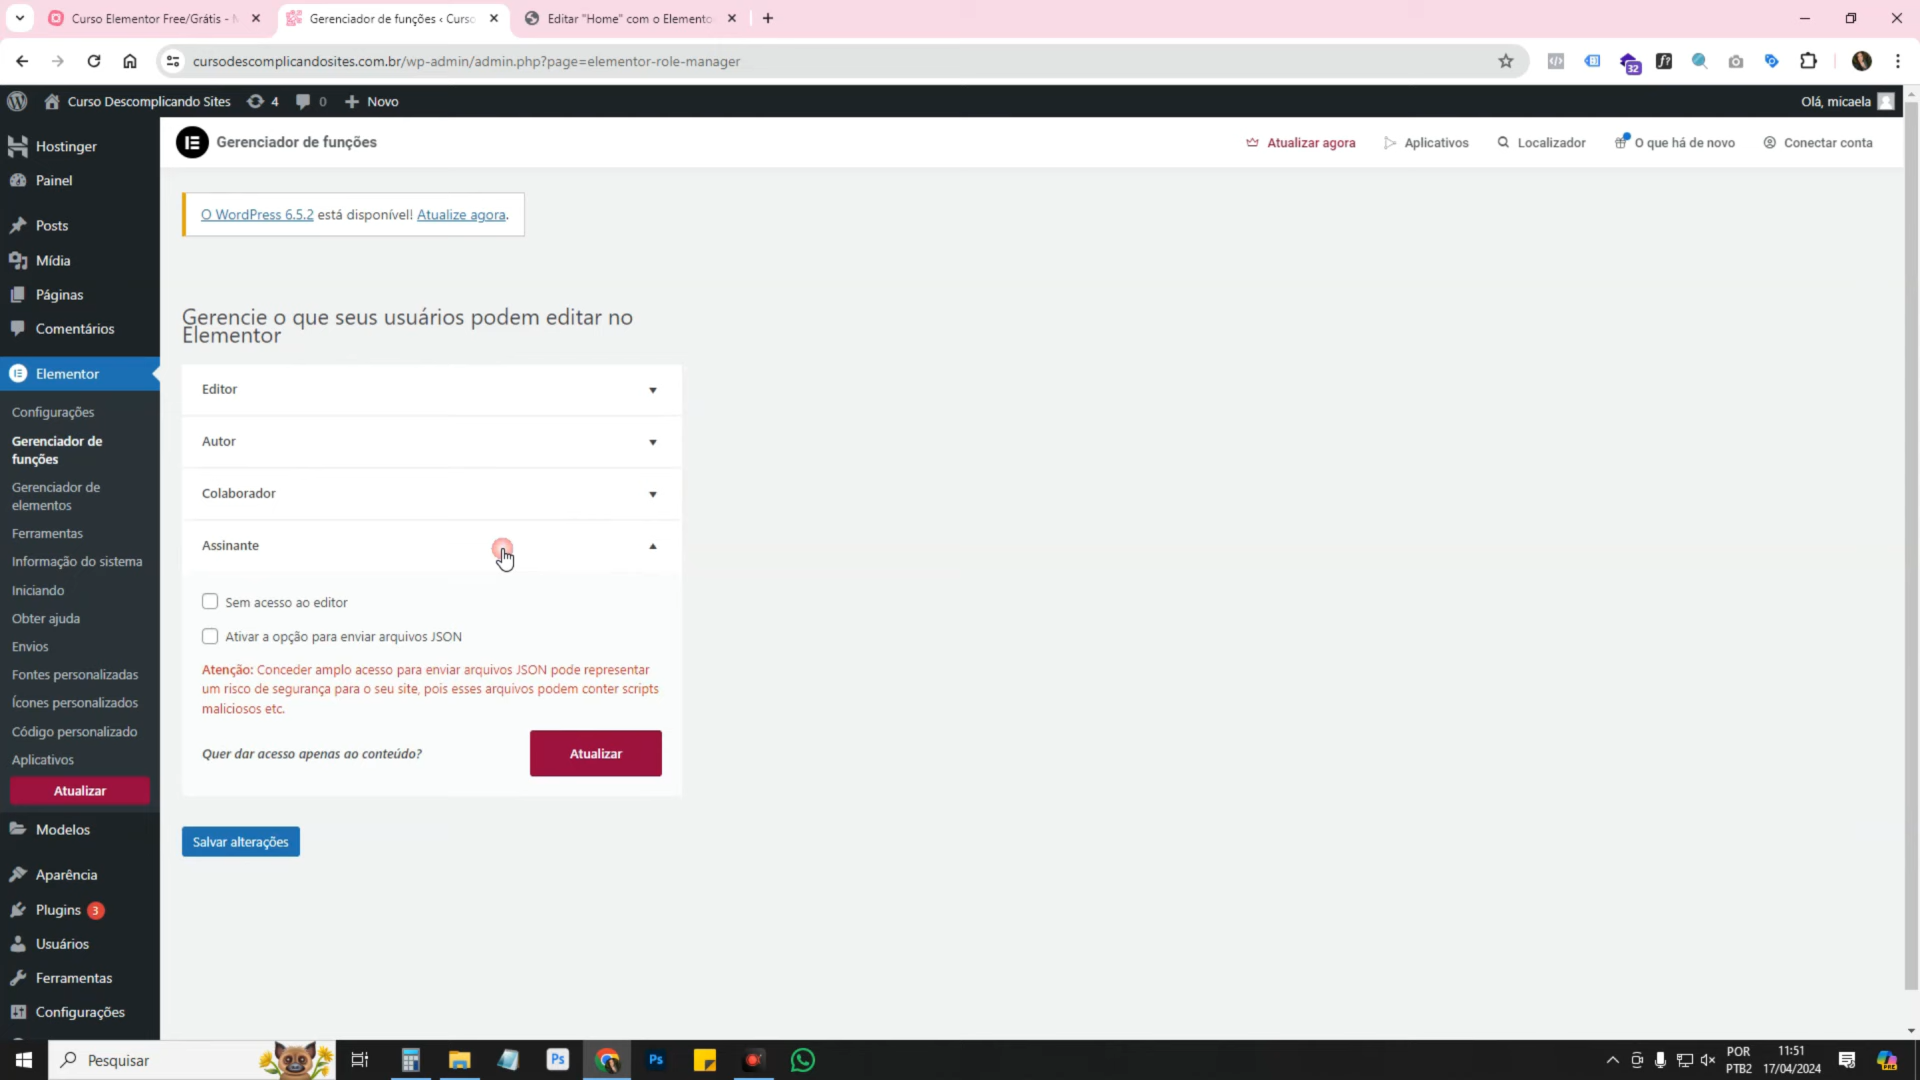 Curso Elementor Free/Grátis -
Gerenciador de funções ‹ Curso
Editar "Home" com o Elemento
cursodescomplicandosites.com.br/wp-admin/admin.php?page=elementor-role-manager
32
Curso Descomplicando Sites
4
0
Novo
Olá, micaela
Hostinger
Painel
Posts
Mídia
Páginas
Comentários
Elementor
Configurações
Gerenciador de
funções
Gerenciador de
elementos
Ferramentas
Informação do sistema
Iniciando
Obter ajuda
Envios
Fontes personalizadas
Ícones personalizados
Código personalizado
Aplicativos
Atualizar
Modelos
Aparência
Plugins 3
Usuários
Ferramentas
Configurações
Gerenciador de funções
Atualizar agora
Aplicativos
Localizador
O que há de novo
Conectar conta
O WordPress 6.5.2 está disponível! Atualize agora.
Gerencie o que seus usuários podem editar no
Elementor
Editor
Autor
Colaborador
Assinante
Sem acesso ao editor
Ativar a opção para enviar arquivos JSON
Atenção: Conceder amplo acesso para enviar arquivos JSON pode representar
um risco de segurança para o seu site, pois esses arquivos podem conter scripts
maliciosos etc.
Quer dar acesso apenas ao conteúdo?
Atualizar
Salvar alterações
Pesquisar
Ps
Ps
POR
PTB2
11:51
17/04/2024